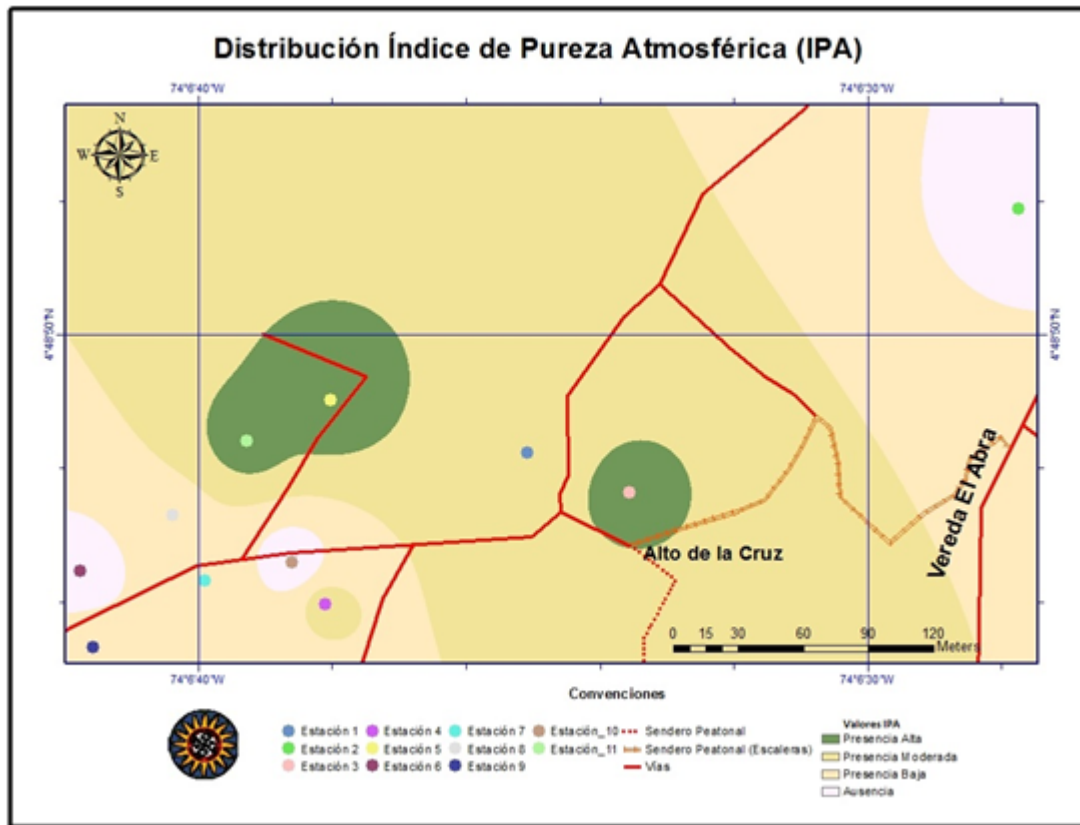 Distribución Índice de Pureza Atmosférica (IPA)
74°6'40"W 74°6'30"W
N
W E
S
4°48'50"N 4°48'50"N
Vereda El Abra
Alto de la Cruz
0 15 30 60 90 120
Meters
74°6'40"W 74°6'30"W
Convenciones
Estación 1 Estación 4 Estación 7 Estación_10 Sendero Peatonal
Estación 2 Estación 5 Estación 8 Estación_11 Sendero Peatonal (Escaleras)
Estación 3 Estación 6 Estación 9 Vías
Valores IPA
Presencia Alta
Presencia Moderada
Presencia Baja
Ausencia